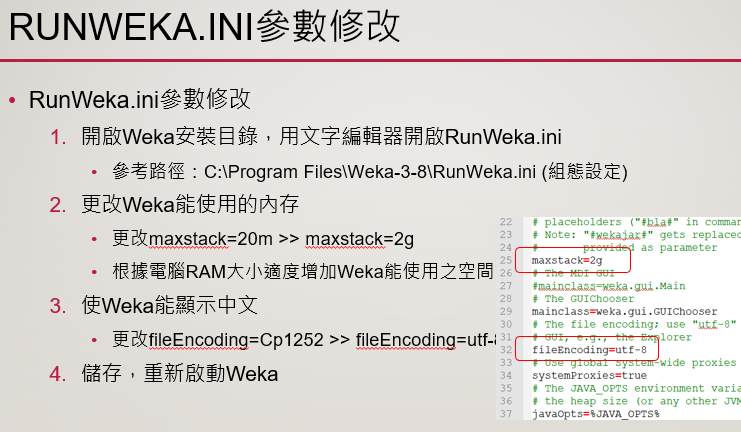 RUNWEKA.INI參數修改
• RunWeka.ini參數修改
1. 開啟Weka安裝目錄，用文字編輯器開啟RunWeka.ini
• 參考路徑：C:\Program Files\Weka-3-8\RunWeka.ini (組態設定)
2. 更改Weka能使用的內存
• 更改maxstack=20m >> maxstack=2g
• 根據電腦RAM大小適度增加Weka能使用之空間
3. 使Weka能顯示中文
• 更改fileEncoding=Cp1252 >> fileEncoding=utf-
4. 儲存，重新啟動Weka
22 # placeholders ("#bla#" in comman
23 # Note: "#wekajar#" gets replaced
24 # provided as parameter
25 maxstack=2g
26 # The MDI GUI
27 #mainclass=weka.gui.Main
28 # The GUIChooser
29 mainclass=weka.gui.GUIChooser
30 # The file encoding; use "utf-8"
31 # GUI, e.g., the Explorer
32 fileEncoding=utf-8
33 # Use global system-wide proxies
34 systemProxies=true
35 # The JAVA_OPTS environment varia
36 # the heap size (or any other JVM
37 javaOpts=%JAVA_OPTS%